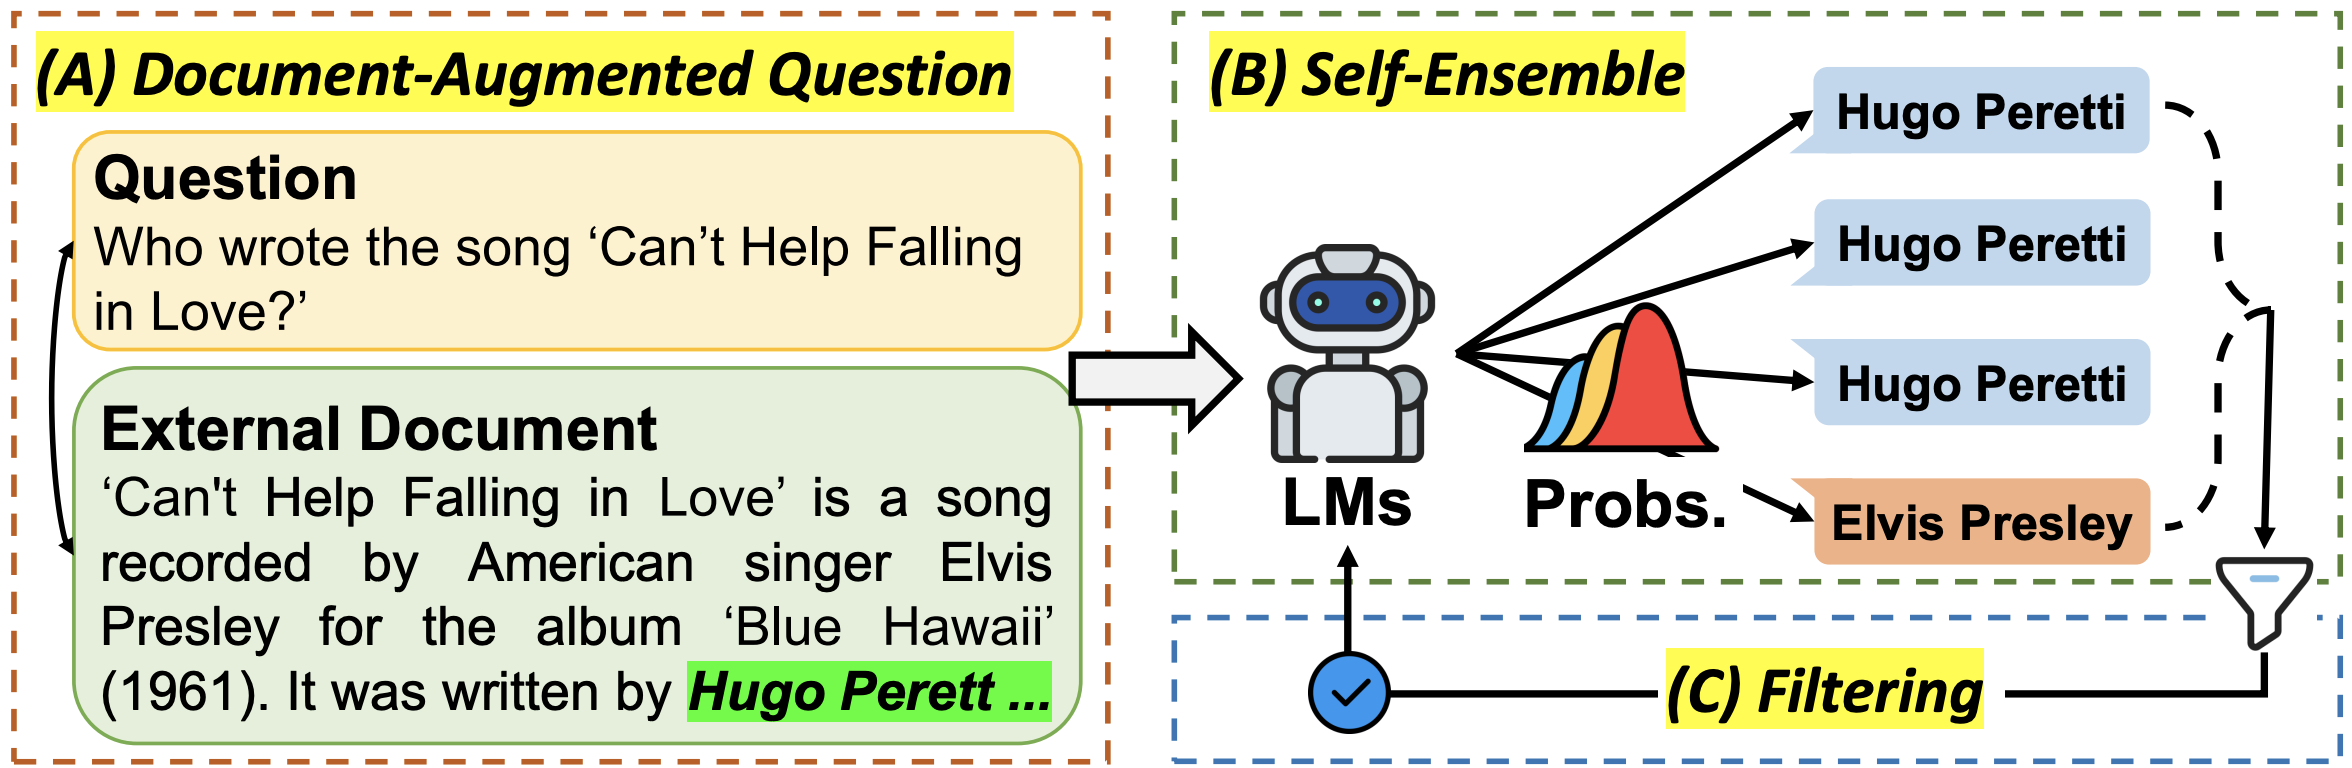 (A) Document-Augmented Question
Question
Who wrote the song ‘Can’t Help Falling
in Love?’
External Document
‘Can't Help Falling in Love’ is a song
recorded by American singer Elvis
Presley for the album ‘Blue Hawaii’
(1961). It was written by Hugo Perett ...
(B) Self-Ensemble
LMs
Probs.
Hugo Peretti
Hugo Peretti
Hugo Peretti
Elvis Presley
(C) Filtering